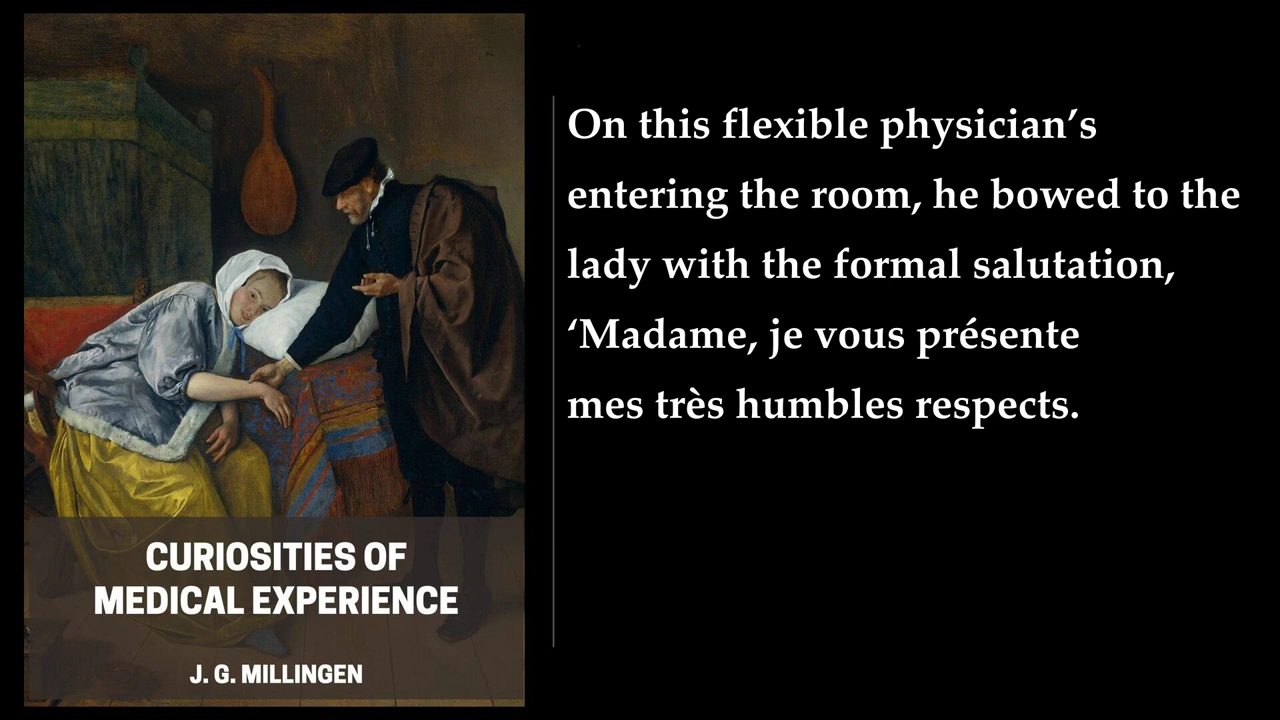 On this flexible physician’s
entering the room, he bowed to the
lady with the formal salutation,
‘Madame, je vous présente
mes très humbles respects.
CURIOSITIES OF
MEDICAL EXPERIENCE
J. G. MILLINGEN